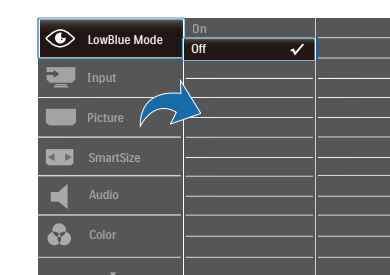 LowBlue Mode
On
Off
Input
Picture
SmartSize
Audio
Color